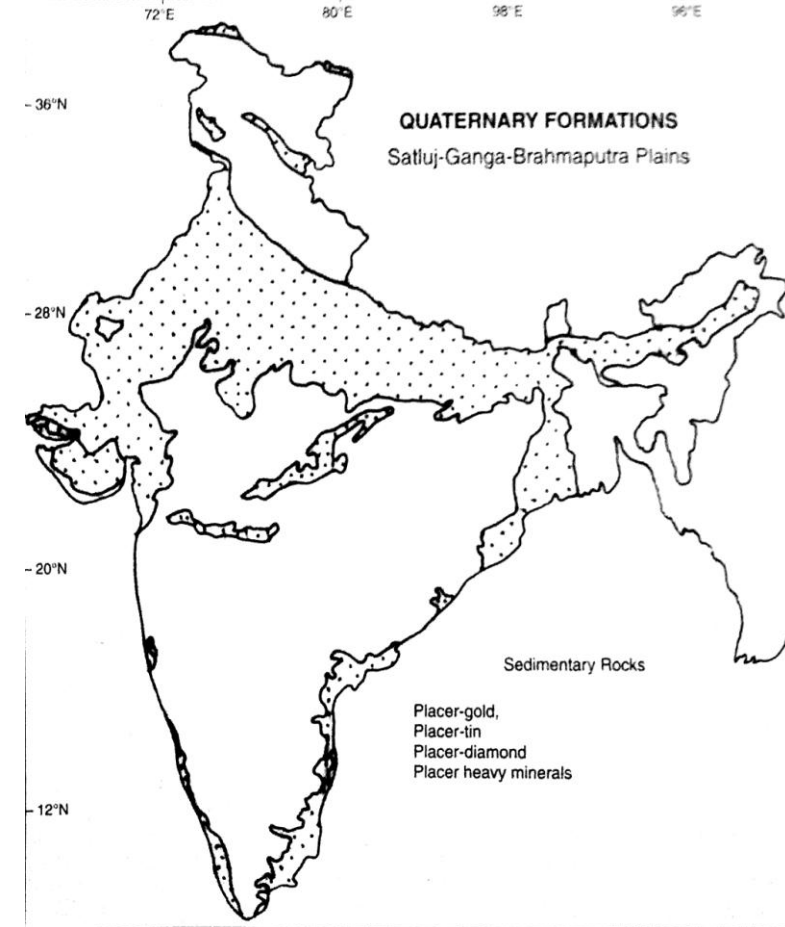 72°E 80°E 98°E 96°E
36°N
QUATERNARY FORMATIONS
Satluj-Ganga-Brahmaputra Plains
28°N
20°N
Sedimentary Rocks
Placer-gold,
Placer-tin
Placer-diamond
Placer heavy minerals
12°N